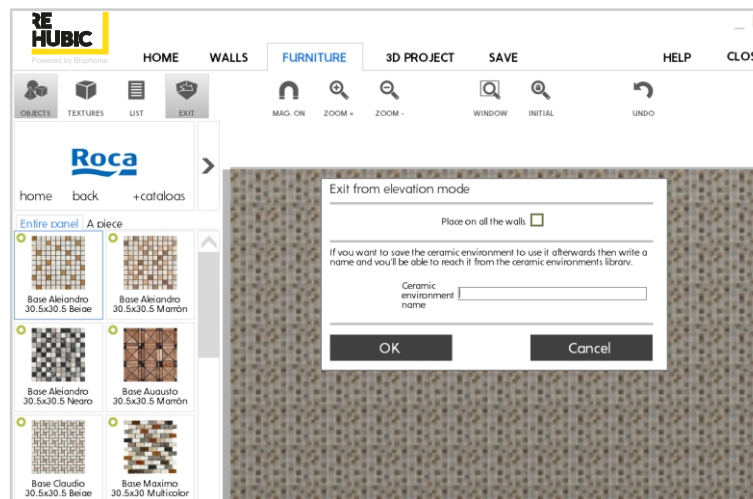 RE
HUBIC
Powered by Biophome
HOME WALLS FURNITURE 3D PROJECT SAVE HELP CLOS
OBJECTS TEXTURES LIST EXIT MAG. ON ZOOM + ZOOM - WINDOW INITIAL UNDO
Roca
home back +cataloas
Entire panel A piece
Base Alejandro
30.5x30.5 Beige
Base Alejandro
30.5x30.5 Marrón
Base Alejandro
30.5x30.5 Negro
Base Augusto
30.5x30.5 Marrón
Base Claudio
30.5x30.5 Beige
Base Maximo
30.5x30 Multicolor
Exit from elevation mode
Place on all the walls
If you want to save the ceramic environment to use it afterwards then write a
name and you'll be able to reach it from the ceramic environments library.
Ceramic
environment
name
OK Cancel